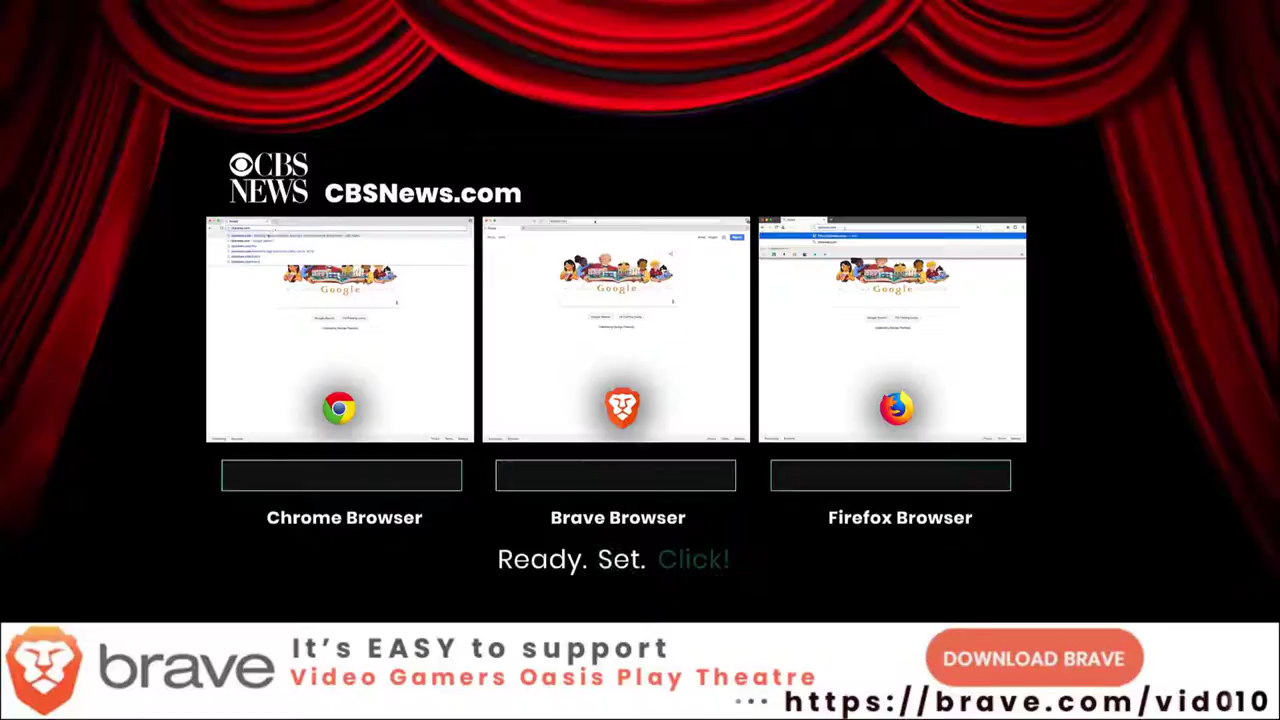 CBS
NEWS
CBSNews.com
Google
Google
Google
Chrome Browser
Brave Browser
Firefox Browser
Ready. Set. Click!
brave
It's EASY to support
Video Gamers Oasis Play Theatre
DOWNLOAD BRAVE
••• https://brave.com/vid010